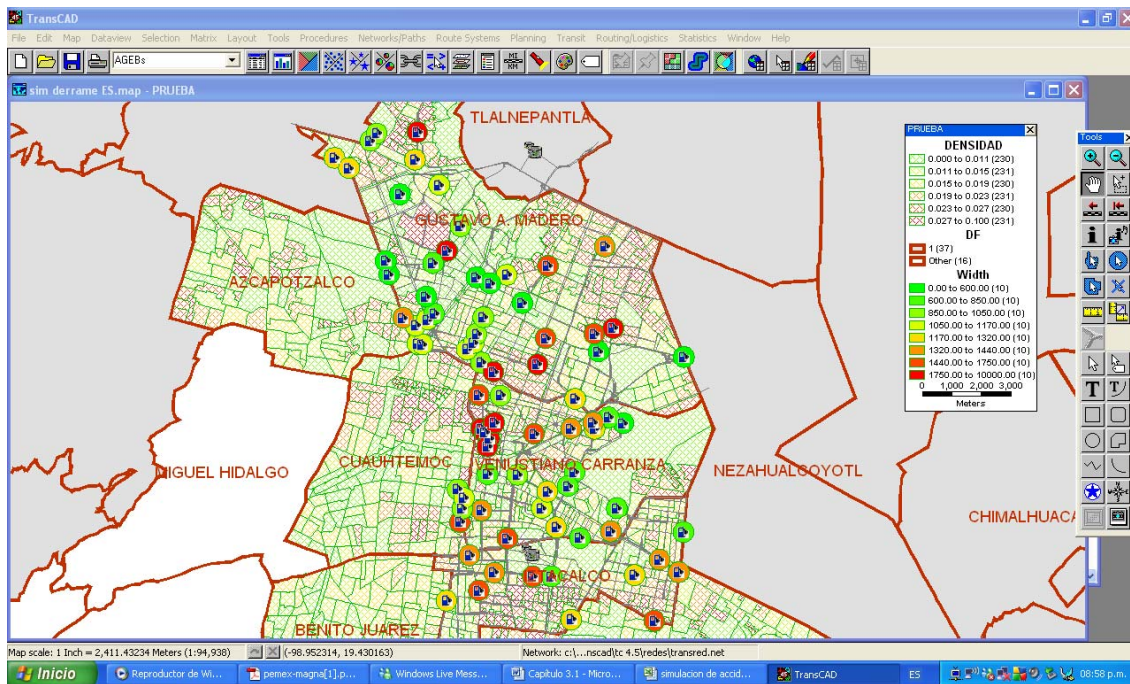 TransCAD
File Edit Map Dataview Selection Matrix Layout Tools Procedures Networks/Paths Route Systems Planning Transit Routing/Logistics Statistics Window Help
AGEBs
MI
KM
sim derrame ES.map - PRUEBA
TLALNEPANTLA
GUSTAVO A. MADERO
AZCAPOTZALCO
MIGUEL HIDALGO
CUAUHTEMOC
VENUSTIANO CARRANZA
NEZAHUALCOYOTL
CHIMALHUACA
IZTACALCO
BENITO JUAREZ
PRUEBA
DENSIDAD
0.000 to 0.011 (230)
0.011 to 0.015 (231)
0.015 to 0.019 (230)
0.019 to 0.023 (231)
0.023 to 0.027 (230)
0.027 to 0.100 (231)
DF
1 (37)
Other (16)
Width
0.00 to 600.00 (10)
600.00 to 850.00 (10)
850.00 to 1050.00 (10)
1050.00 to 1170.00 (10)
1170.00 to 1320.00 (10)
1320.00 to 1440.00 (10)
1440.00 to 1750.00 (10)
1750.00 to 10000.00 (10)
0 1,000 2,000 3,000
Meters
Tools
T T
Map scale: 1 Inch = 2,411.43234 Meters (1:94,938)
(-98.952314, 19.430163)
Network: c:\...nscad\tc 4.5\redes\transred.net
Inicio
Reproductor de Wi...
pemex-magna[1].p...
Windows Live Mess...
Capítulo 3.1 - Micro...
simulacion de accid...
TransCAD
ES
08:58 p.m.